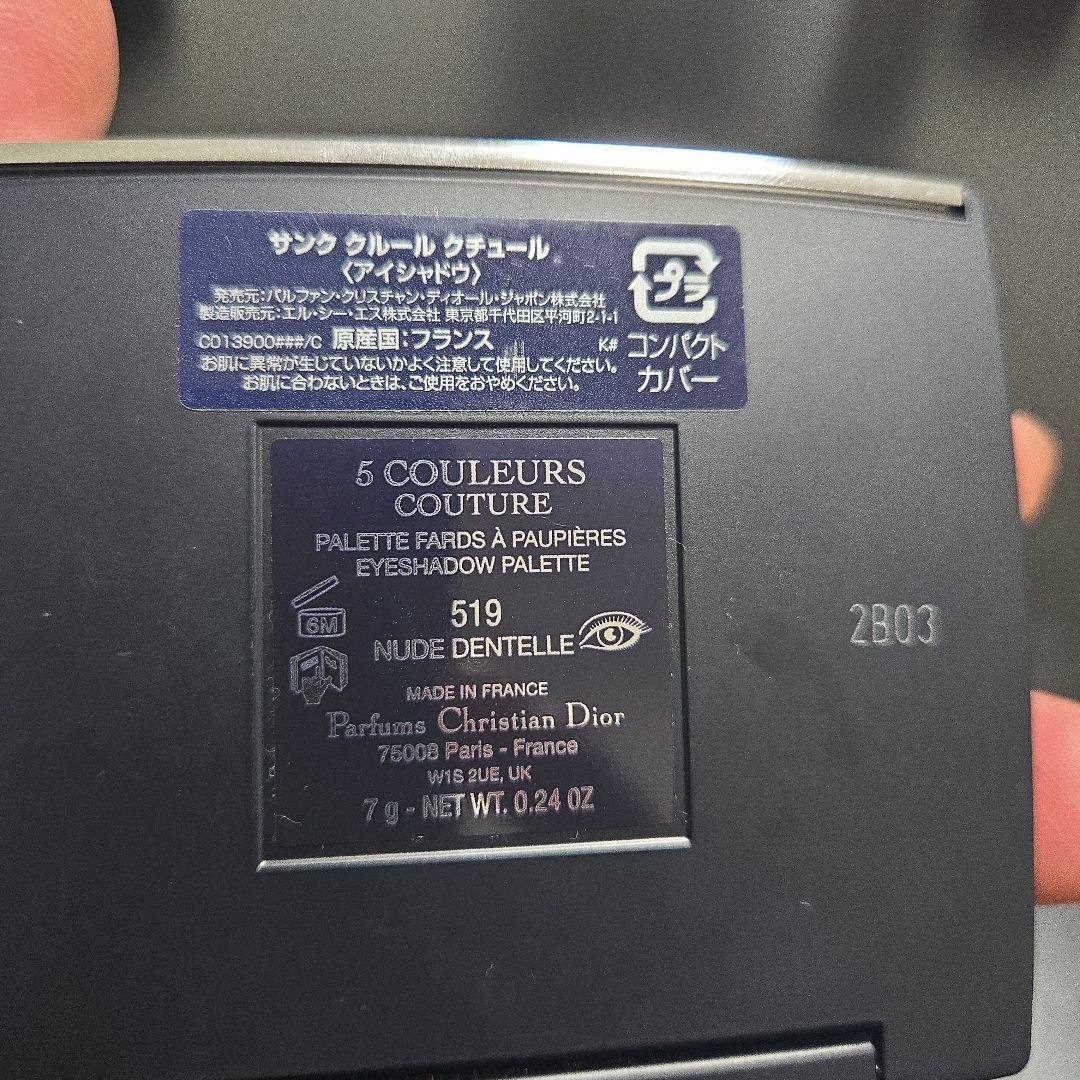 サンク クルール クチュール
〈アイシャドウ〉
発売元:パルファン・クリスチャン・ディオール・ジャポン株式会社
製造販売元:エル・シー・エス株式会社 東京都千代田区平河町2-1-1
C013900###/C 原産国:フランス K#
お肌に異常が生じていないかよく注意して使用してください。
お肌に合わないときは、ご使用をおやめください。
プラ
コンパクト
カバー
5 COULEURS
COUTURE
PALETTE FARDS À PAUPIÈRES
EYESHADOW PALETTE
6M
519
NUDE DENTELLE
MADE IN FRANCE
Parfums Christian Dior
75008 Paris - France
W1S 2UE, UK
7 g - NET WT. 0.24 OZ
2B03